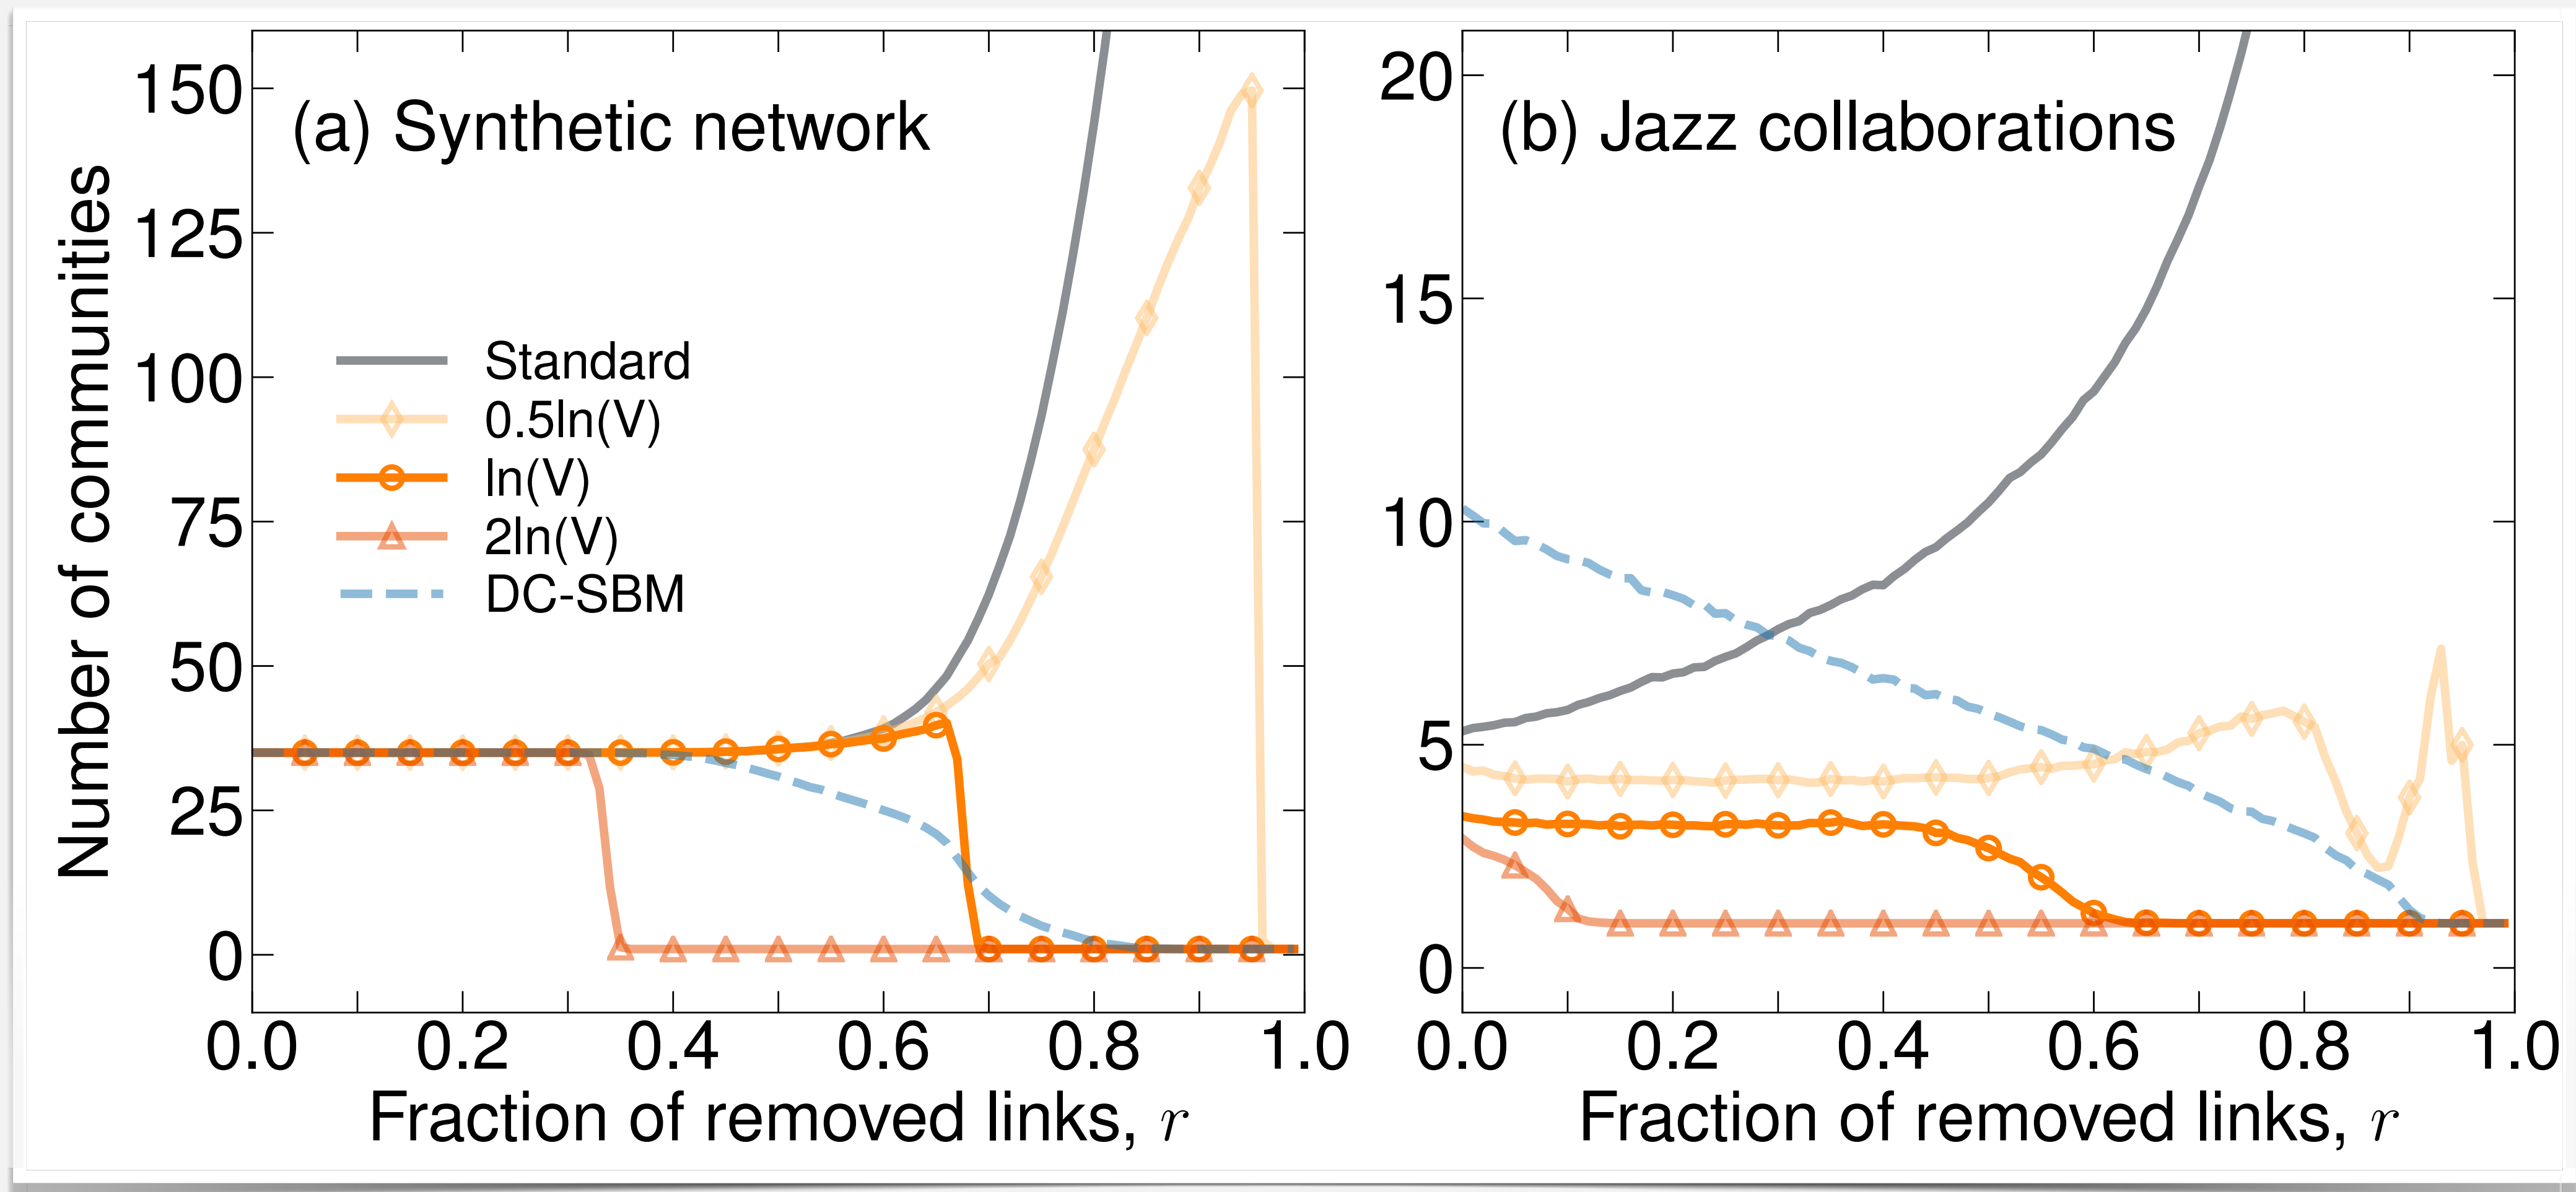 Number of communities
150
125
100
75
50
25
0
(a) Synthetic network
Standard
0.5ln(V)
ln(V)
2ln(V)
DC-SBM
0.0 0.2 0.4 0.6 0.8 1.0
Fraction of removed links, r
20
15
10
5
0
(b) Jazz collaborations
0.0 0.2 0.4 0.6 0.8 1.0
Fraction of removed links, r